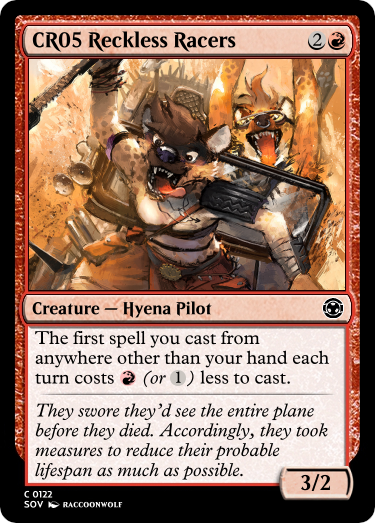 CR05 Reckless Racers 2
Creature — Hyena Pilot
The first spell you cast from
anywhere other than your hand each
turn costs (or 1) less to cast.
They swore they'd see the entire plane
before they died. Accordingly, they took
measures to reduce their probable
lifespan as much as possible.
3/2
C 0122
SOV RACCOONWOLF